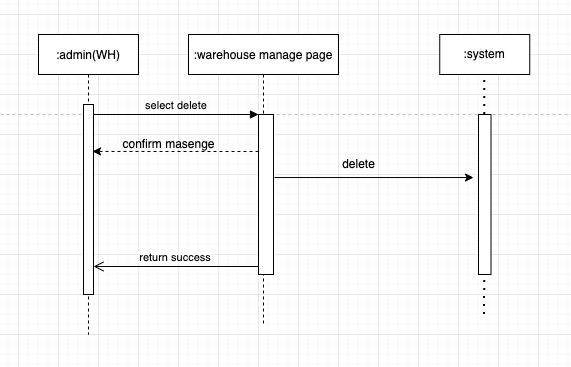 :admin(WH)
:warehouse manage page
:system
select delete
confirm masenge
delete
return success